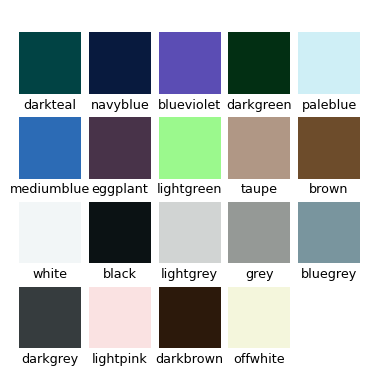 darkteal navyblue blueviolet darkgreen paleblue
mediumblue eggplant lightgreen taupe brown
white black lightgrey grey bluegrey
darkgrey lightpink darkbrown offwhite